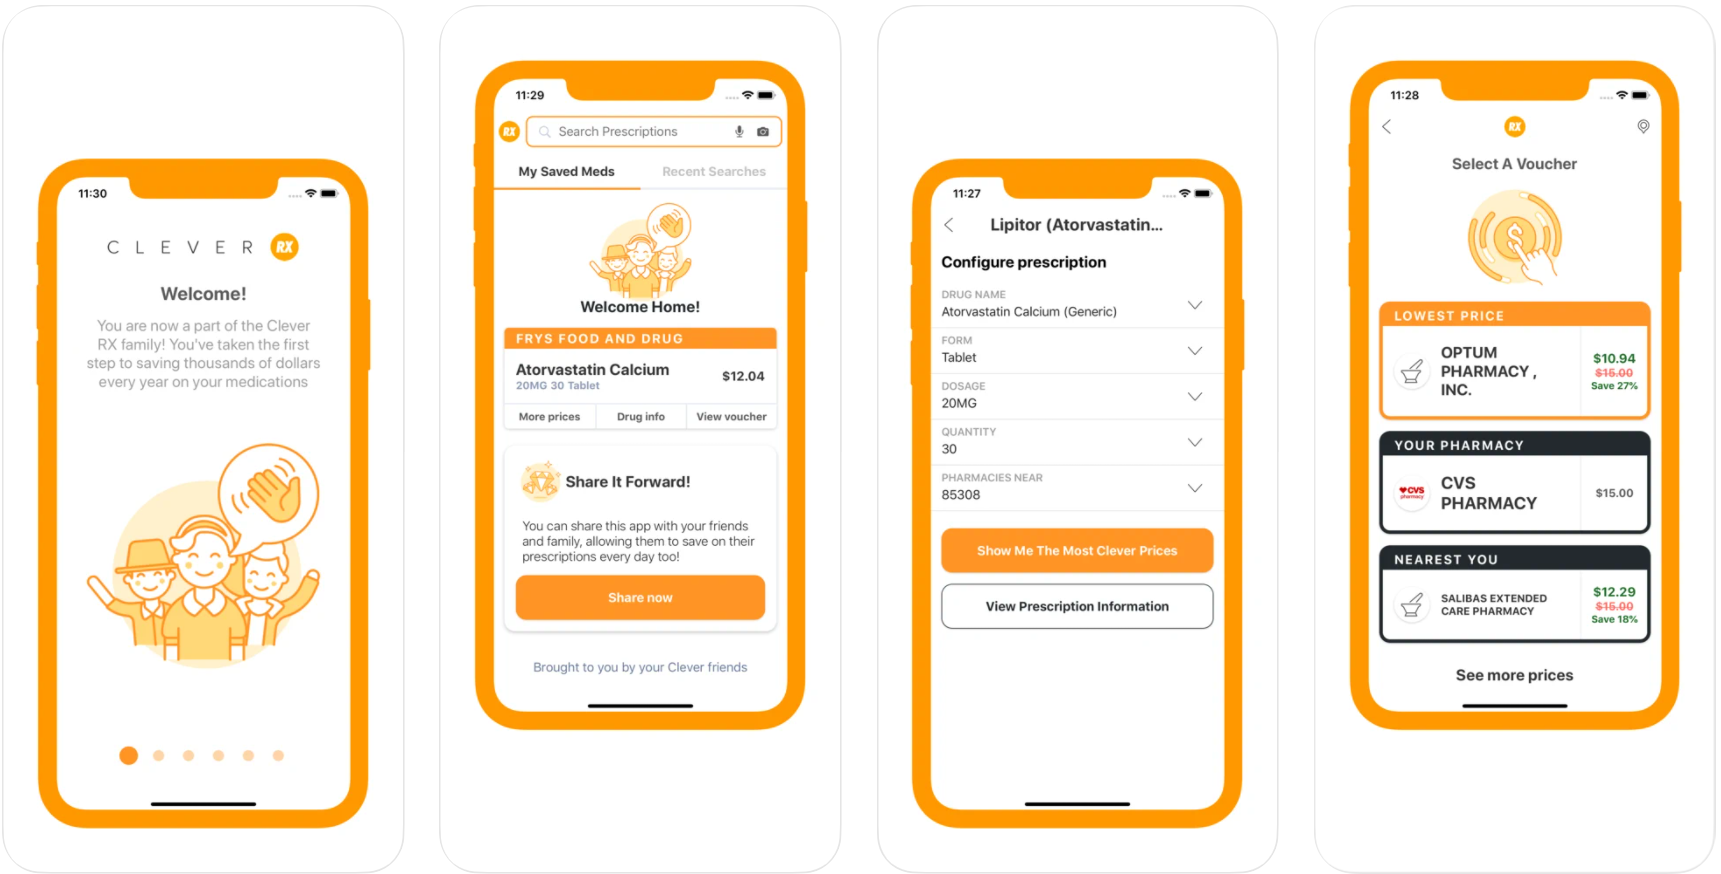 11:30
CLEVER RX
Welcome!
You are now a part of the Clever
RX family! You've taken the first
step to saving thousands of dollars
every year on your medications
11:29
RX
Search Prescriptions
My Saved Meds
Recent Searches
Welcome Home!
FRYS FOOD AND DRUG
Atorvastatin Calcium
20MG 30 Tablet
$12.04
More prices
Drug info
View voucher
Share It Forward!
You can share this app with your friends
and family, allowing them to save on their
prescriptions every day too!
Share now
Brought to you by your Clever friends
11:27
Lipitor (Atorvastatin...
Configure prescription
DRUG NAME
Atorvastatin Calcium (Generic)
FORM
Tablet
DOSAGE
20MG
QUANTITY
30
PHARMACIES NEAR
85308
Show Me The Most Clever Prices
View Prescription Information
11:28
RX
Select A Voucher
$
LOWEST PRICE
OPTUM
PHARMACY ,
INC.
$10.94
$15.00
Save 27%
YOUR PHARMACY
CVS
pharmacy
CVS
PHARMACY
$15.00
NEAREST YOU
SALIBAS EXTENDED
CARE PHARMACY
$12.29
$15.00
Save 18%
See more prices